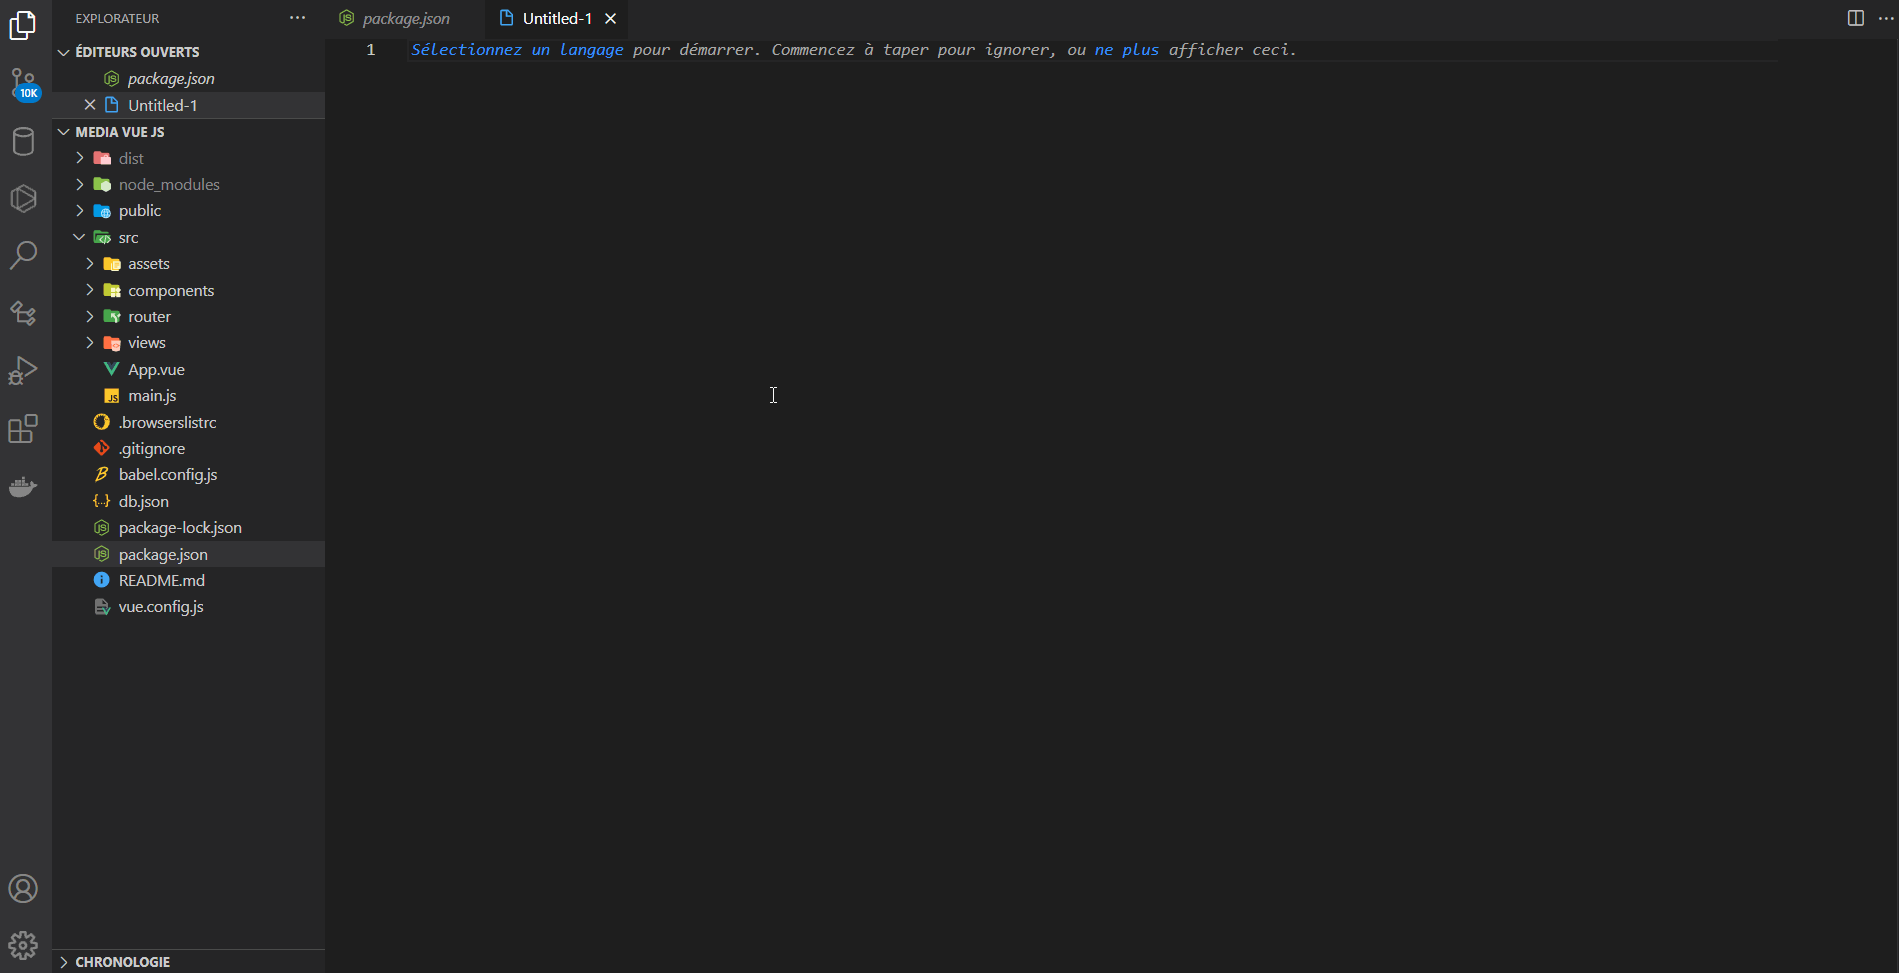 EXPLORATEUR
ÉDITEURS OUVERTS
package.json
Untitled-1
MEDIA VUE JS
dist
node_modules
public
src
assets
components
router
views
App.vue
main.js
.browserslistrc
.gitignore
babel.config.js
db.json
package-lock.json
package.json
README.md
vue.config.js
CHRONOLOGIE
10K
package.json
Untitled-1
1 Sélectionnez un langage pour démarrer. Commencez à taper pour ignorer, ou ne plus afficher ceci.